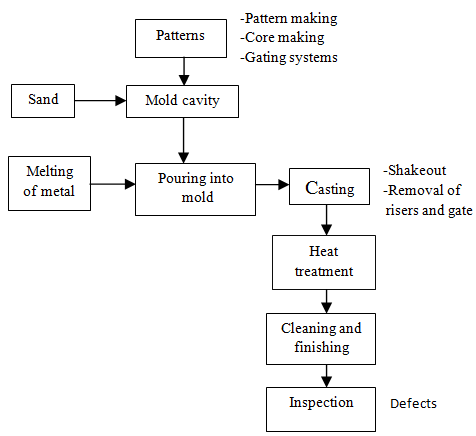 Patterns
-Pattern making
-Core making
-Gating systems
Sand
Mold cavity
Melting
of metal
Pouring into
mold
Casting
-Shakeout
-Removal of
risers and gate
Heat
treatment
Cleaning and
finishing
Inspection
Defects